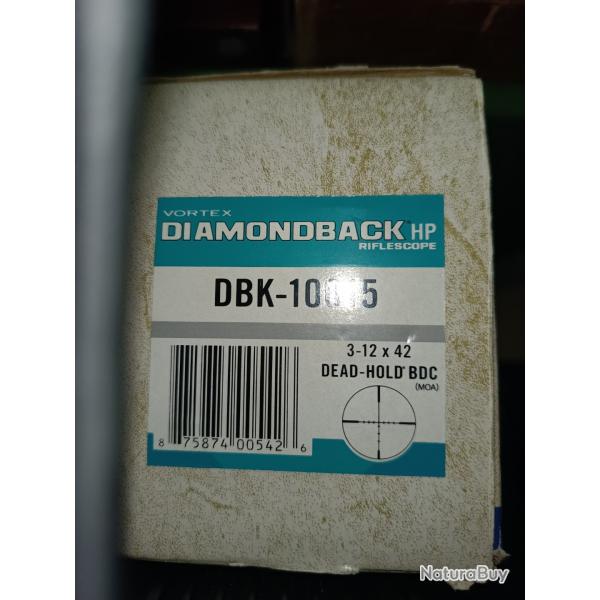 VORTEX
DIAMONDBACK HP
RIFLESCOPE
3-12 x 42
DEAD-HOLD® BDC
(MOA)
8 75874 00542 6
NaturaBuy